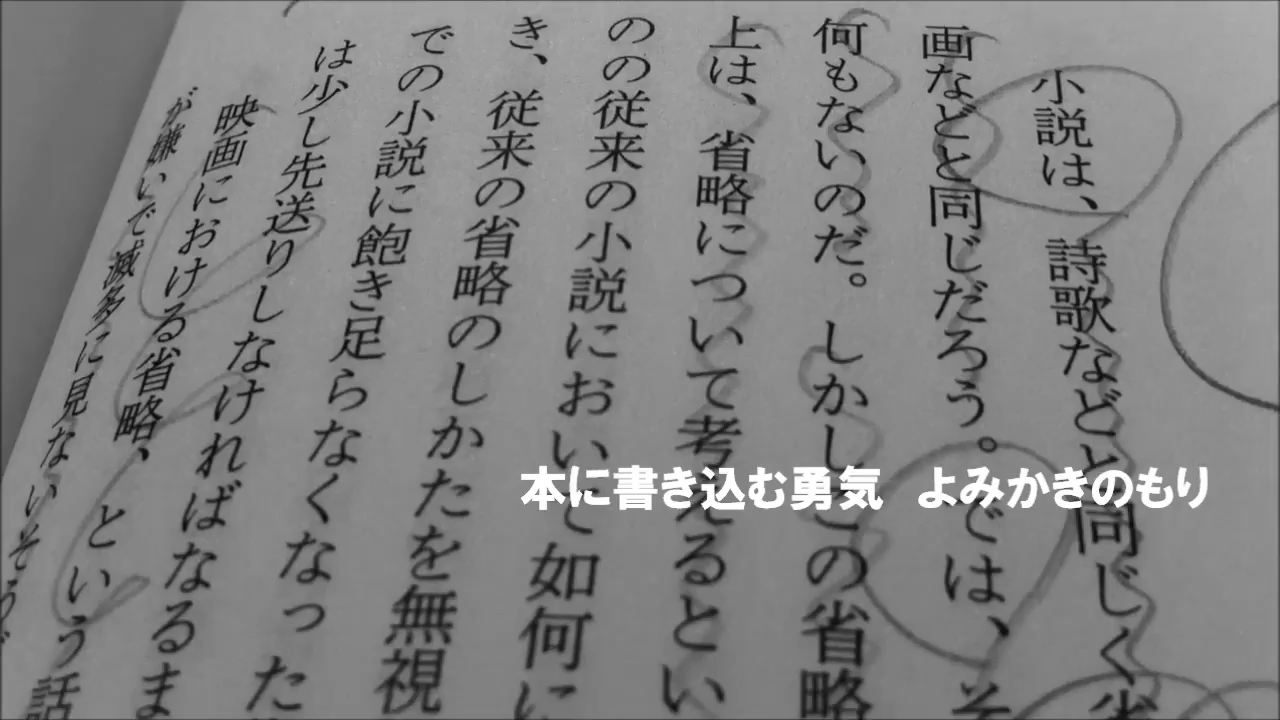 小説は、詩歌などと同じく省
画などと同じだろう。では、そ
何もないのだ。しかしこの省略
上は、省略について考えるとい
のの従来の小説において如何に
き、従来の省略のしかたを無視
での小説に飽き足らなくなった
は少し先送りしなければなるま
映画における省略、という話
が嫌いで滅多に見ないそうだ
本に書き込む勇気　よみかきのもり